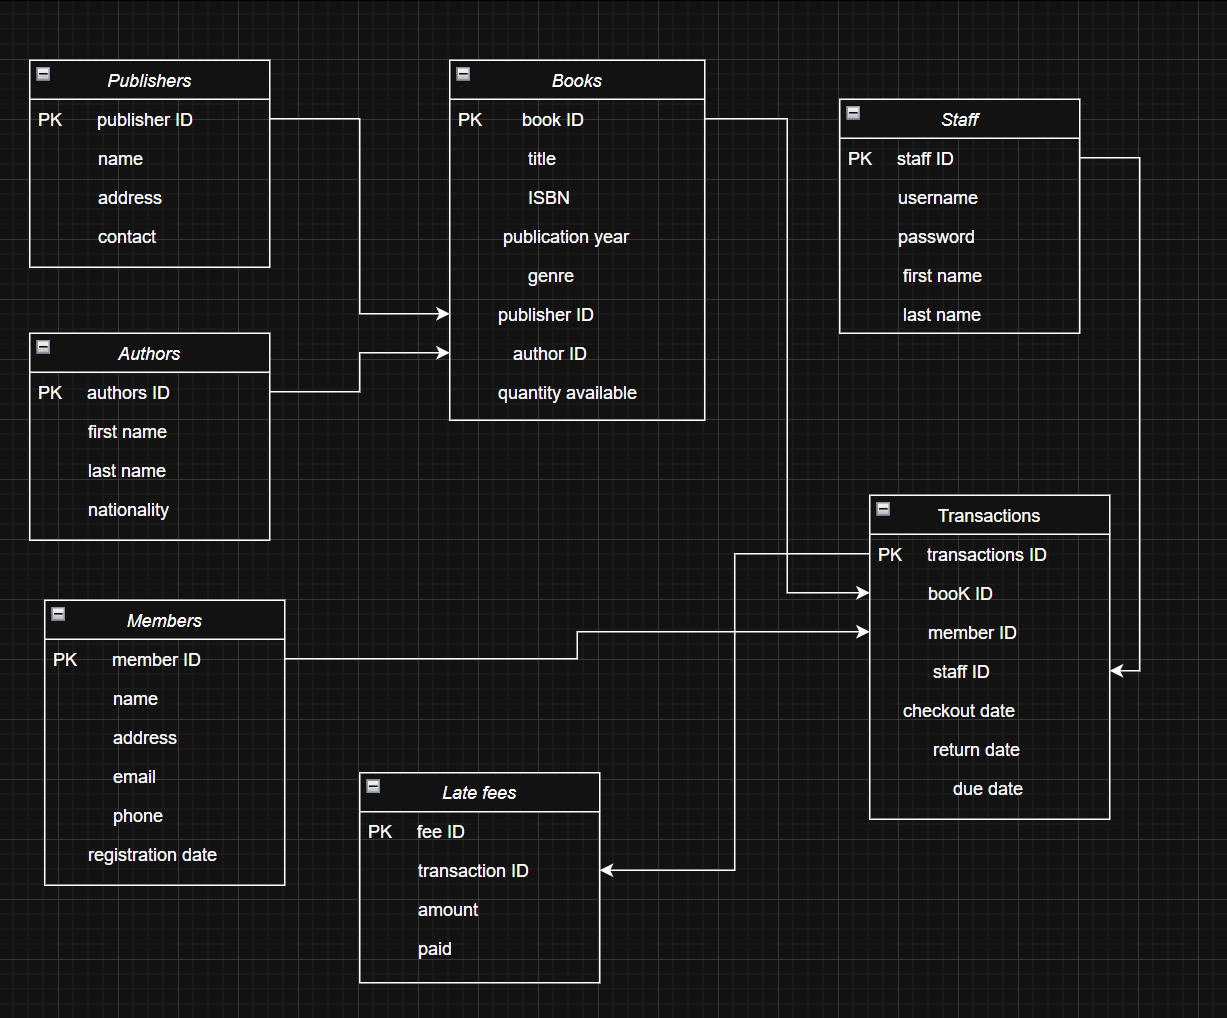 Publishers
PK publisher ID
name
address
contact
Books
PK book ID
title
ISBN
publication year
genre
publisher ID
author ID
quantity available
Staff
PK staff ID
username
password
first name
last name
Authors
PK authors ID
first name
last name
nationality
Transactions
PK transactions ID
booK ID
member ID
staff ID
checkout date
return date
due date
Members
PK member ID
name
address
email
phone
registration date
Late fees
PK fee ID
transaction ID
amount
paid